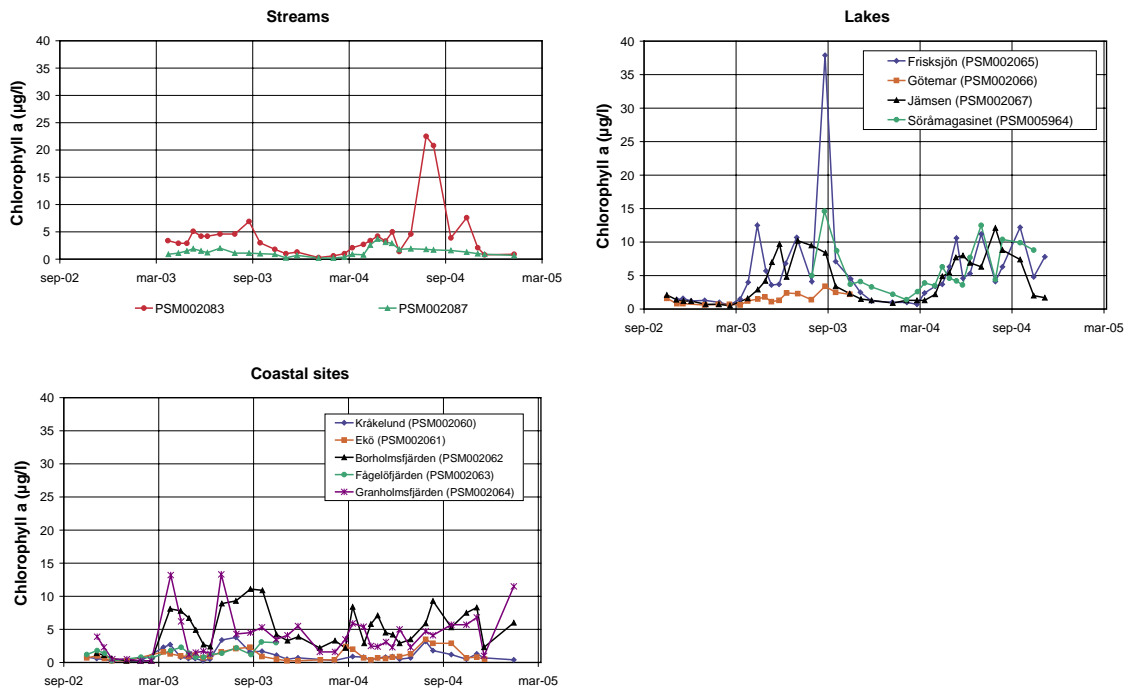 Streams
Chlorophyll a (µg/l)
40
35
30
25
20
15
10
5
0
sep-02 mar-03 sep-03 mar-04 sep-04 mar-05
PSM002083 PSM002087
Lakes
Chlorophyll a (µg/l)
40
35
30
25
20
15
10
5
0
Frisksjön (PSM002065)
Götemar (PSM002066)
Jämsen (PSM002067)
Söråmagasinet (PSM005964)
sep-02 mar-03 sep-03 mar-04 sep-04 mar-05
Coastal sites
Chlorophyll a (µg/l)
40
35
30
25
20
15
10
5
0
Kråkelund (PSM002060)
Ekö (PSM002061)
Borholmsfjärden (PSM002062
Fågelöfjärden (PSM002063)
Granholmsfjärden (PSM002064)
sep-02 mar-03 sep-03 mar-04 sep-04 mar-05